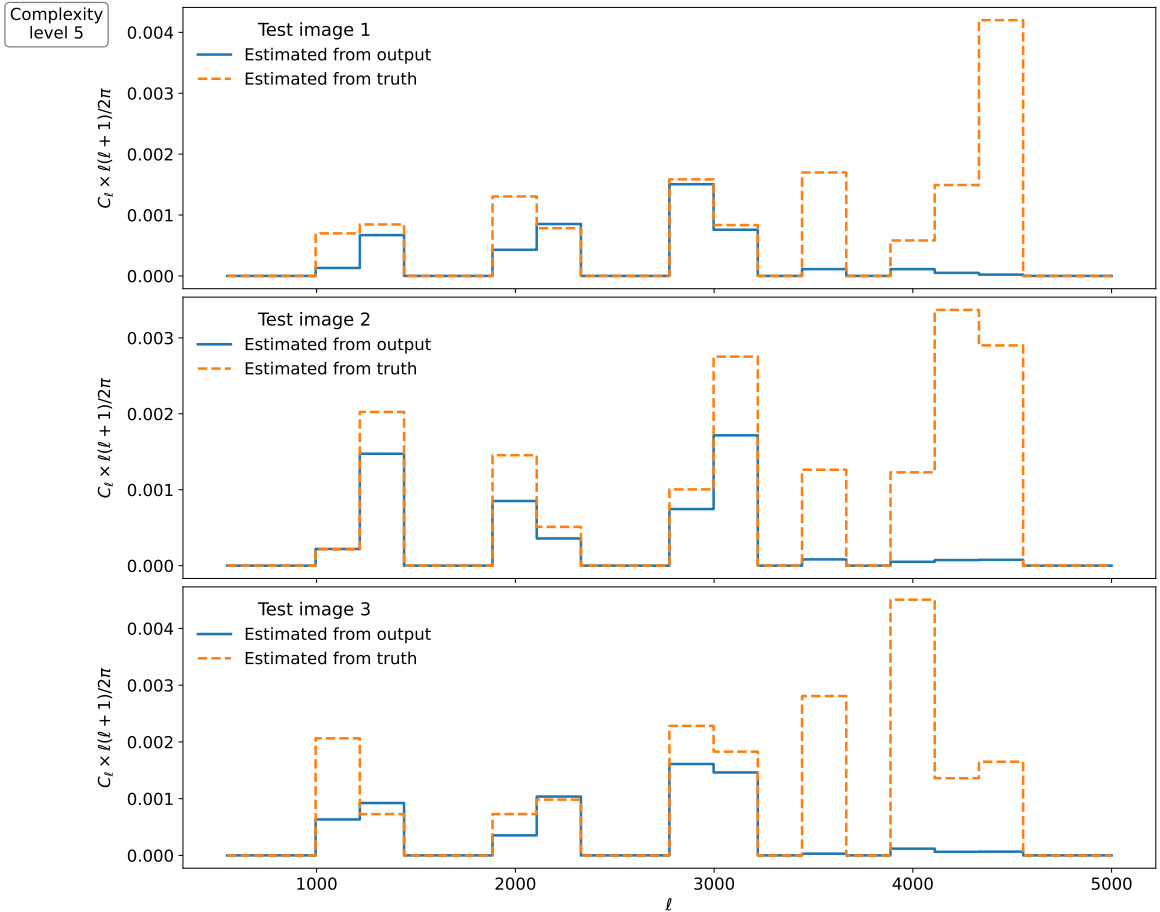 Complexity
level 5
Test image 1
Estimated from output
Estimated from truth
0.004
0.003
0.002
0.001
0.000
Cℓ × ℓ(ℓ + 1)/2π
Test image 2
Estimated from output
Estimated from truth
0.003
0.002
0.001
0.000
Cℓ × ℓ(ℓ + 1)/2π
Test image 3
Estimated from output
Estimated from truth
0.004
0.003
0.002
0.001
0.000
Cℓ × ℓ(ℓ + 1)/2π
1000 2000 3000 4000 5000
ℓ